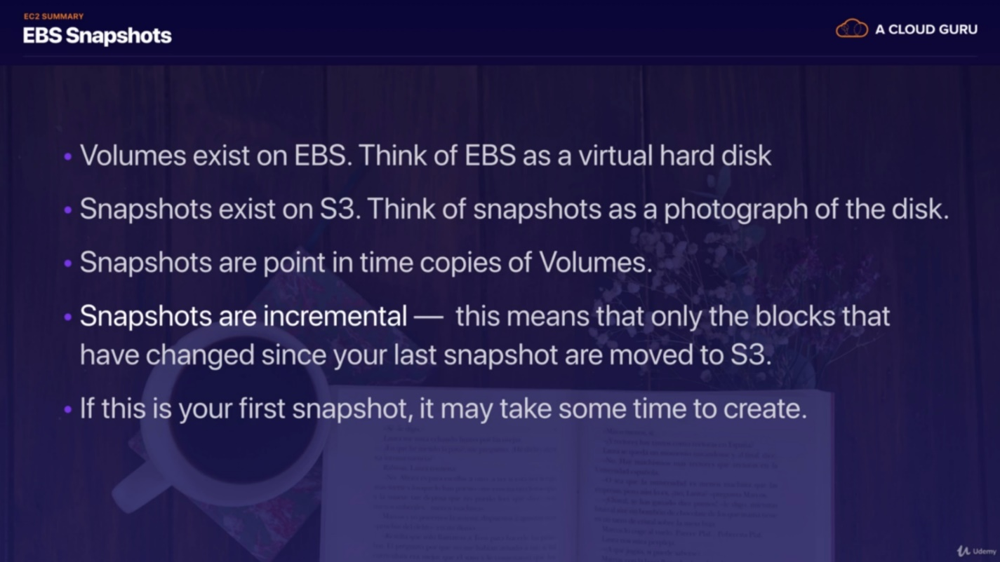 EC2 SUMMARY
EBS Snapshots
A CLOUD GURU
• Volumes exist on EBS. Think of EBS as a virtual hard disk
• Snapshots exist on S3. Think of snapshots as a photograph of the disk.
• Snapshots are point in time copies of Volumes.
• Snapshots are incremental — this means that only the blocks that
have changed since your last snapshot are moved to S3.
• If this is your first snapshot, it may take some time to create.
Udemy